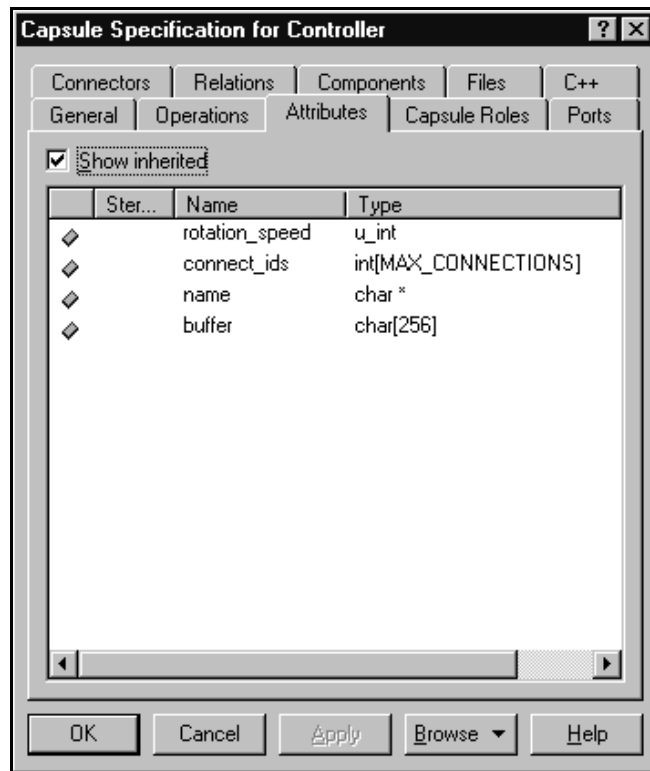 Capsule Specification for Controller ? ×
Connectors Relations Components Files C++
General Operations Attributes Capsule Roles Ports
Show inherited
Ster... Name Type
rotation_speed u_int
connect_ids int[MAX_CONNECTIONS]
name char *
buffer char[256]
OK Cancel Apply Browse Help